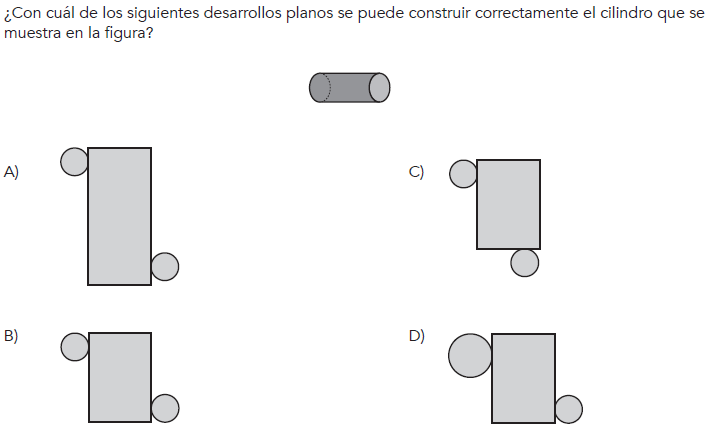 ¿Con cuál de los siguientes desarrollos planos se puede construir correctamente el cilindro que se
muestra en la figura?
A)
C)
B)
D)